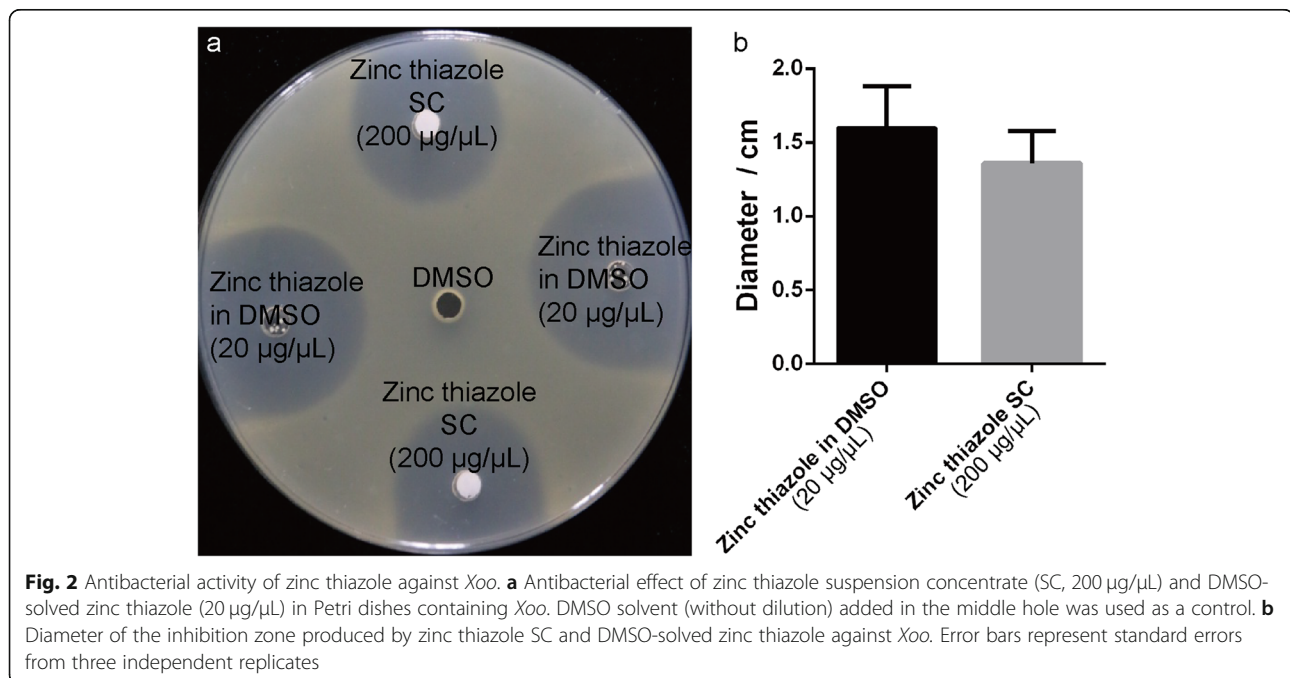 a
Zinc thiazole
SC
(200 µg/µL)
Zinc thiazole
in DMSO
(20 µg/µL)
DMSO
Zinc thiazole
in DMSO
(20 µg/µL)
Zinc thiazole
SC
(200 µg/µL)
b
Diameter / cm
2.0
1.5
1.0
0.5
0.0
Zinc thiazole in DMSO
(20 µg/µL)
Zinc thiazole SC
(200 µg/µL)
Fig. 2 Antibacterial activity of zinc thiazole against Xoo. a Antibacterial effect of zinc thiazole suspension concentrate (SC, 200 µg/µL) and DMSO-
solved zinc thiazole (20 µg/µL) in Petri dishes containing Xoo. DMSO solvent (without dilution) added in the middle hole was used as a control. b
Diameter of the inhibition zone produced by zinc thiazole SC and DMSO-solved zinc thiazole against Xoo. Error bars represent standard errors
from three independent replicates